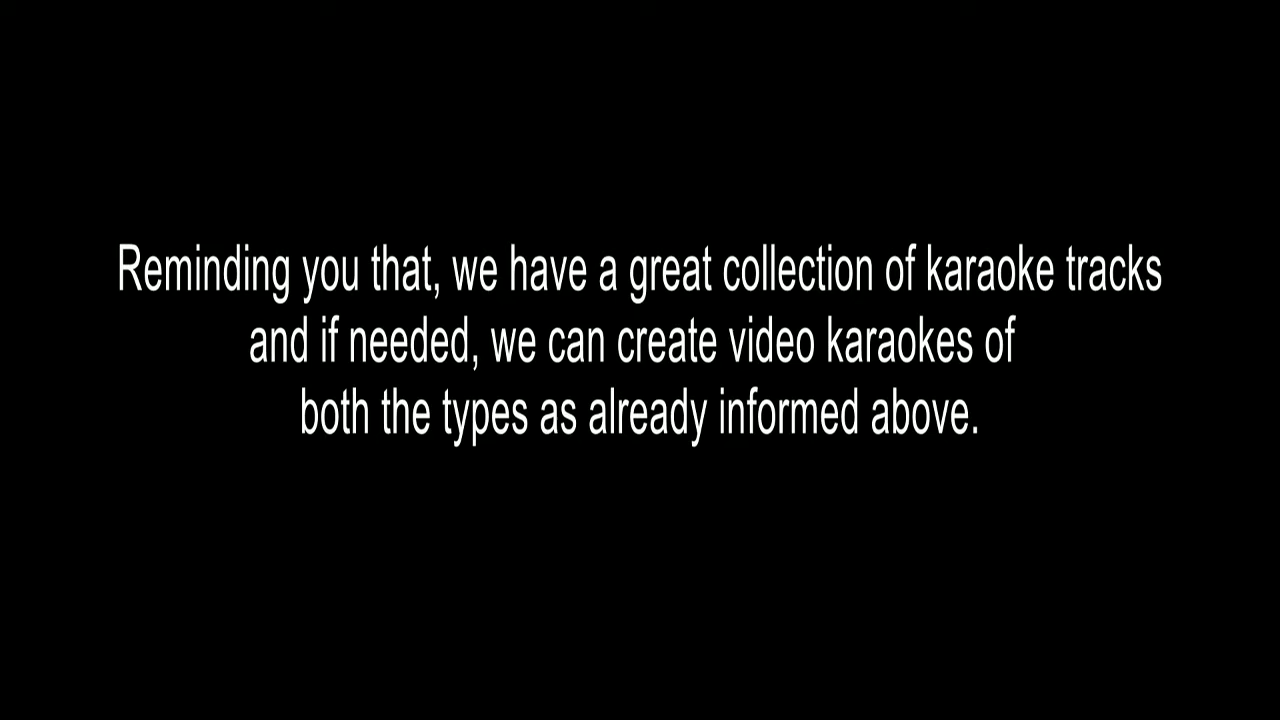 Reminding you that, we have a great collection of karaoke tracks
and if needed, we can create video karaokes of
both the types as already informed above.